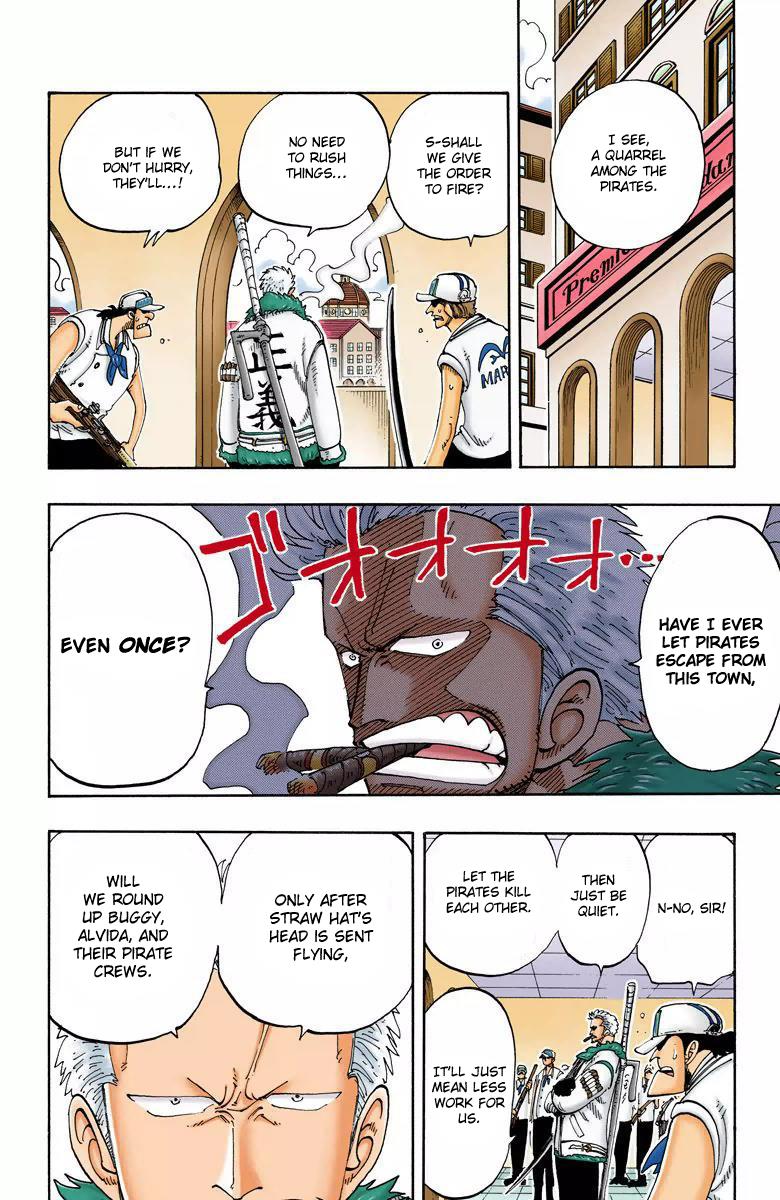 I SEE,
A QUARREL
AMONG THE
PIRATES.
Premie
S-SHALL
WE GIVE
THE ORDER
TO FIRE?
NO NEED
TO RUSH
THINGS...
BUT IF WE
DON'T HURRY,
THEY'LL...!
正義
MAR
HAVE I EVER
LET PIRATES
ESCAPE FROM
THIS TOWN,
ゴオオオオ...
EVEN ONCE?
N-NO, SIR!
THEN
JUST BE
QUIET.
LET THE
PIRATES KILL
EACH OTHER.
IT'LL JUST
MEAN LESS
WORK FOR
US.
ONLY AFTER
STRAW HAT'S
HEAD IS SENT
FLYING,
WILL
WE ROUND
UP BUGGY,
ALVIDA, AND
THEIR PIRATE
CREWS.